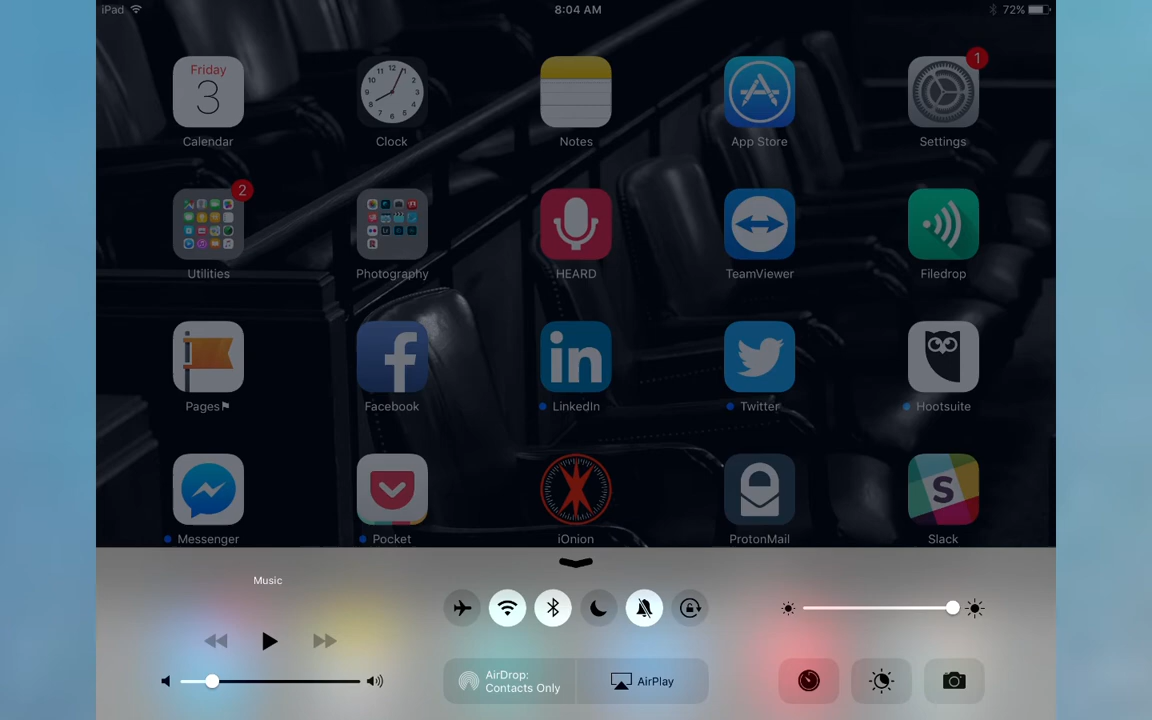 iPad 8:04 AM 72%
1
Friday
3
Calendar Clock Notes App Store Settings
2
Utilities Photography HEARD TeamViewer Filedrop
Pages Facebook LinkedIn Twitter Hootsuite
S
Messenger Pocket iOnion ProtonMail Slack
Music
AirDrop:
Contacts Only
AirPlay